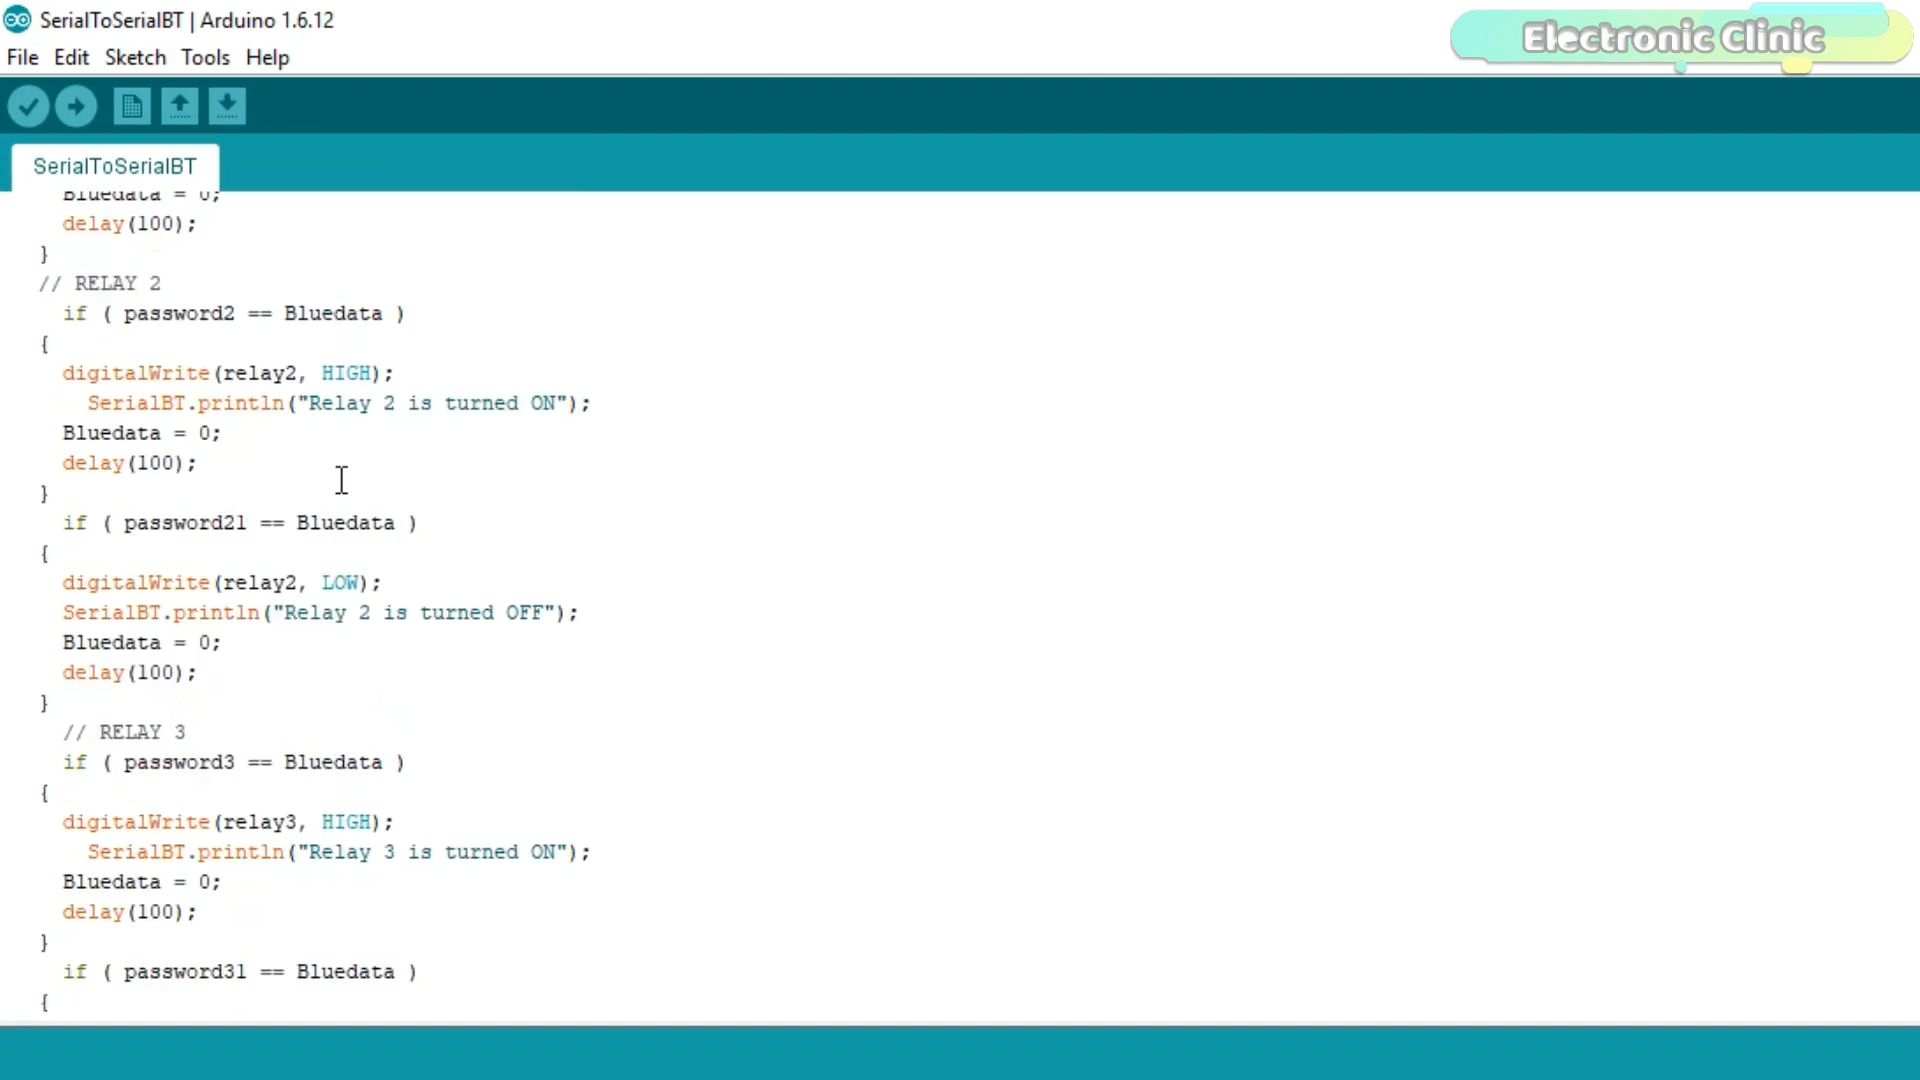 SerialToSerialBT | Arduino 1.6.12
Electronic Clinic
File Edit Sketch Tools Help
SerialToSerialBT
Bluedata = 0;
delay(100);
}
// RELAY 2
if ( password2 == Bluedata )
{
digitalWrite(relay2, HIGH);
SerialBT.println("Relay 2 is turned ON");
Bluedata = 0;
delay(100);
}
if ( password21 == Bluedata )
{
digitalWrite(relay2, LOW);
SerialBT.println("Relay 2 is turned OFF");
Bluedata = 0;
delay(100);
}
// RELAY 3
if ( password3 == Bluedata )
{
digitalWrite(relay3, HIGH);
SerialBT.println("Relay 3 is turned ON");
Bluedata = 0;
delay(100);
}
if ( password31 == Bluedata )
{